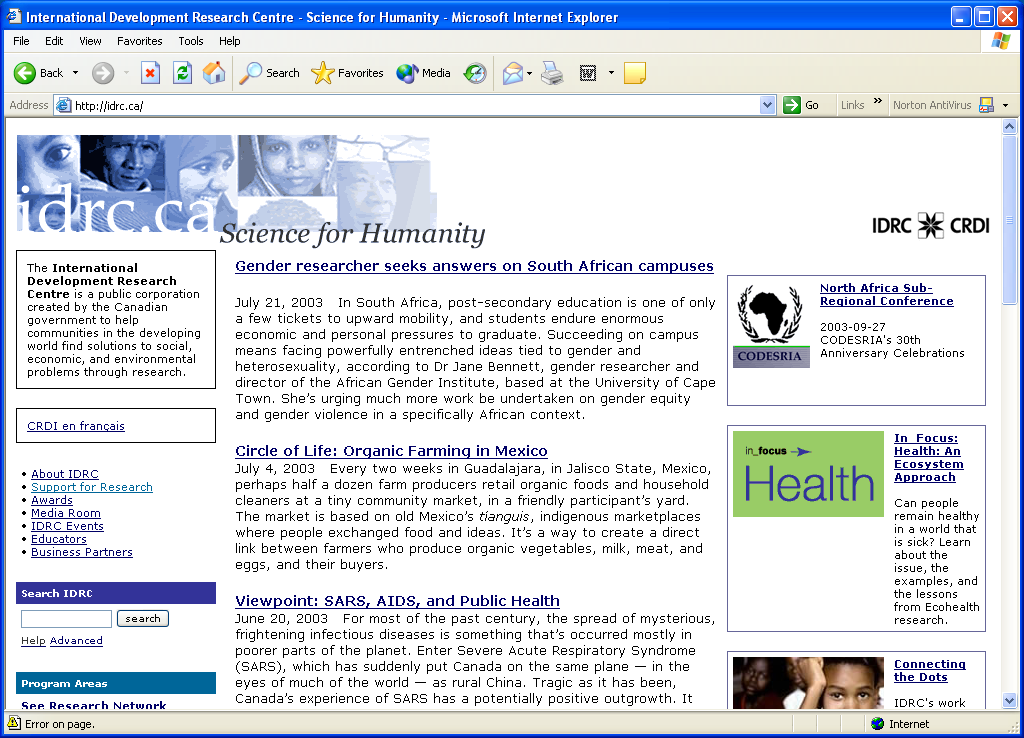 International Development Research Centre - Science for Humanity - Microsoft Internet Explorer
File Edit View Favorites Tools Help
Back Search Favorites Media
Address http://idrc.ca/ Go Links » Norton AntiVirus
idrc.ca
Science for Humanity
IDRC CRDI
The International
Development Research
Centre is a public corporation
created by the Canadian
government to help
communities in the developing
world find solutions to social,
economic, and environmental
problems through research.
CRDI en français
• About IDRC
• Support for Research
• Awards
• Media Room
• IDRC Events
• Educators
• Business Partners
Search IDRC
search
Help Advanced
Program Areas
See Research Network
Gender researcher seeks answers on South African campuses
July 21, 2003 In South Africa, post-secondary education is one of only
a few tickets to upward mobility, and students endure enormous
economic and personal pressures to graduate. Succeeding on campus
means facing powerfully entrenched ideas tied to gender and
heterosexuality, according to Dr Jane Bennett, gender researcher and
director of the African Gender Institute, based at the University of Cape
Town. She's urging much more work be undertaken on gender equity
and gender violence in a specifically African context.
Circle of Life: Organic Farming in Mexico
July 4, 2003 Every two weeks in Guadalajara, in Jalisco State, Mexico,
perhaps half a dozen farm producers retail organic foods and household
cleaners at a tiny community market, in a friendly participant's yard.
The market is based on old Mexico's tianguis, indigenous marketplaces
where people exchanged food and ideas. It's a way to create a direct
link between farmers who produce organic vegetables, milk, meat, and
eggs, and their buyers.
Viewpoint: SARS, AIDS, and Public Health
June 20, 2003 For most of the past century, the spread of mysterious,
frightening infectious diseases is something that's occurred mostly in
poorer parts of the planet. Enter Severe Acute Respiratory Syndrome
(SARS), which has suddenly put Canada on the same plane — in the
eyes of much of the world — as rural China. Tragic as it has been,
Canada's experience of SARS has a potentially positive outgrowth. It
CODESRIA
North Africa Sub-
Regional Conference
2003-09-27
CODESRIA's 30th
Anniversary Celebrations
in_focus
Health
In_Focus:
Health: An
Ecosystem
Approach
Can people
remain healthy
in a world that
is sick? Learn
about the
issue, the
examples, and
the lessons
from Ecohealth
research.
Connecting
the Dots
IDRC's work
Error on page. Internet